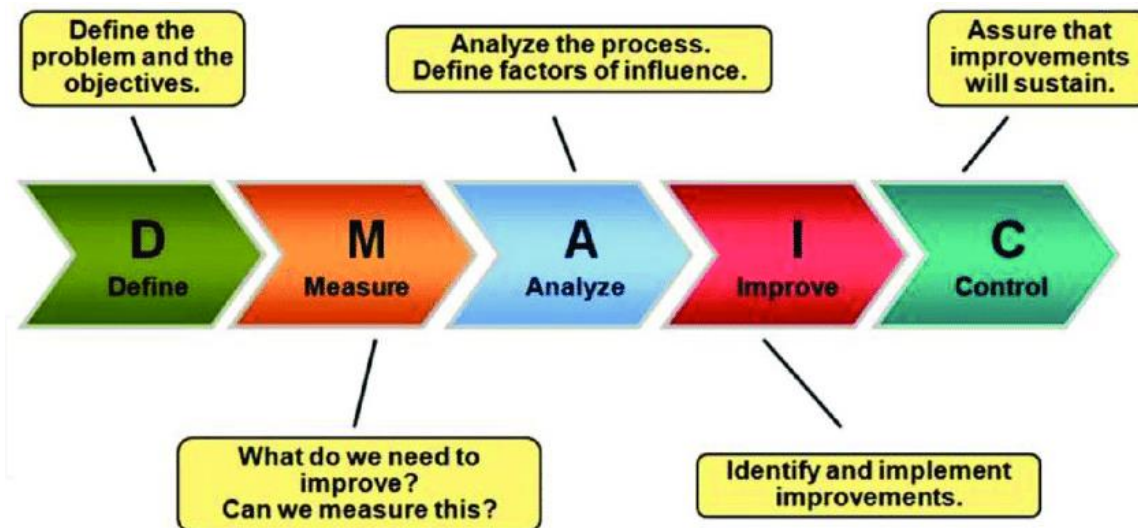 Define the
problem and the
objectives.
Analyze the process.
Define factors of influence.
Assure that
improvements
will sustain.
D
Define
M
Measure
A
Analyze
I
Improve
C
Control
What do we need to
improve?
Can we measure this?
Identify and implement
improvements.